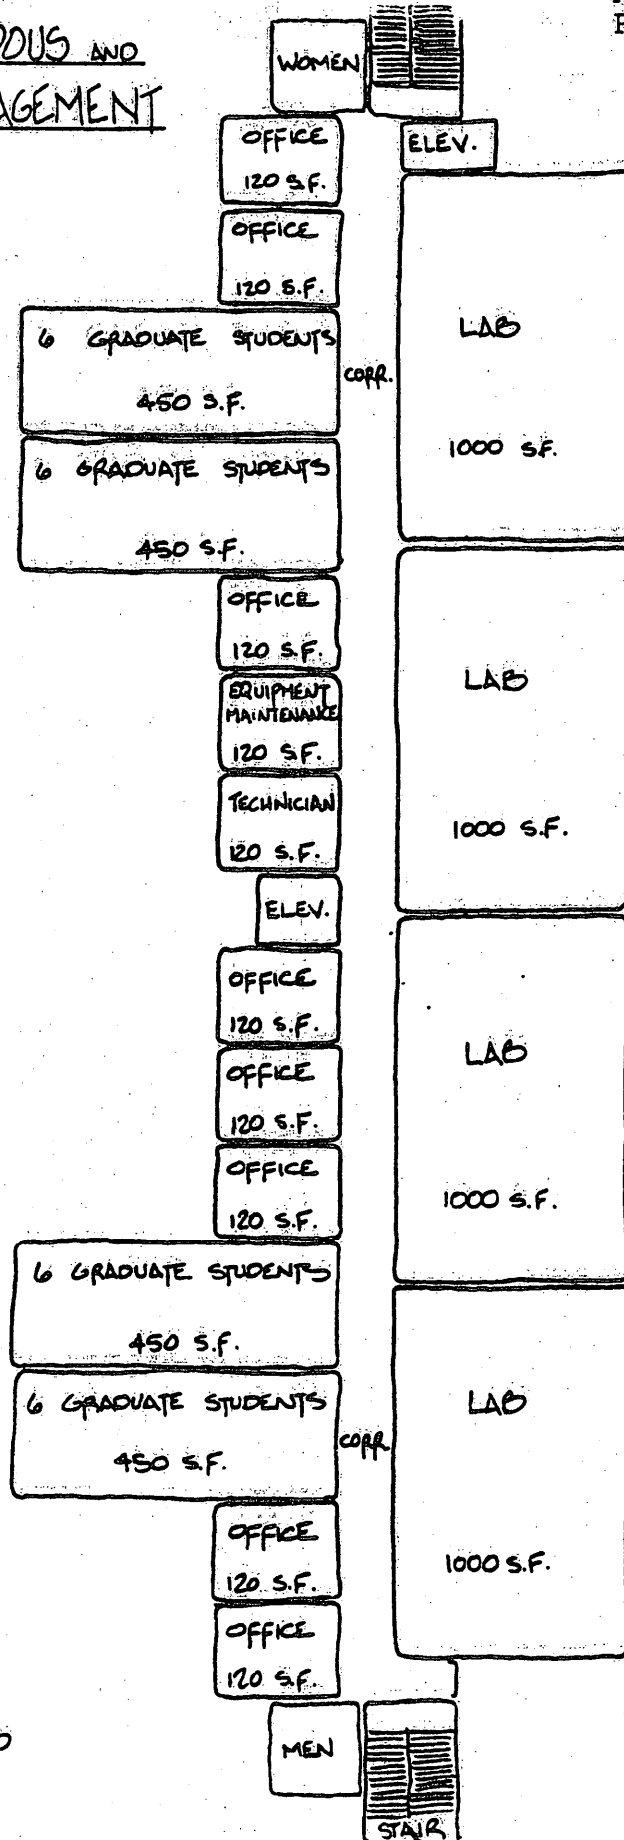 AND
WOMEN
OFFICE
120 S.F.
ELEV.
OFFICE
120 S.F.
6 GRADUATE STUDENTS
450 S.F.
CORR.
LAB
1000 S.F.
6 GRADUATE STUDENTS
450 S.F.
OFFICE
120 S.F.
EQUIPMENT
MAINTENANCE
120 S.F.
LAB
1000 S.F.
TECHNICIAN
120 S.F.
ELEV.
OFFICE
120 S.F.
OFFICE
120 S.F.
LAB
1000 S.F.
OFFICE
120 S.F.
6 GRADUATE STUDENTS
450 S.F.
6 GRADUATE STUDENTS
450 S.F.
CORR.
LAB
1000 S.F.
OFFICE
120 S.F.
OFFICE
120 S.F.
MEN
STAIR